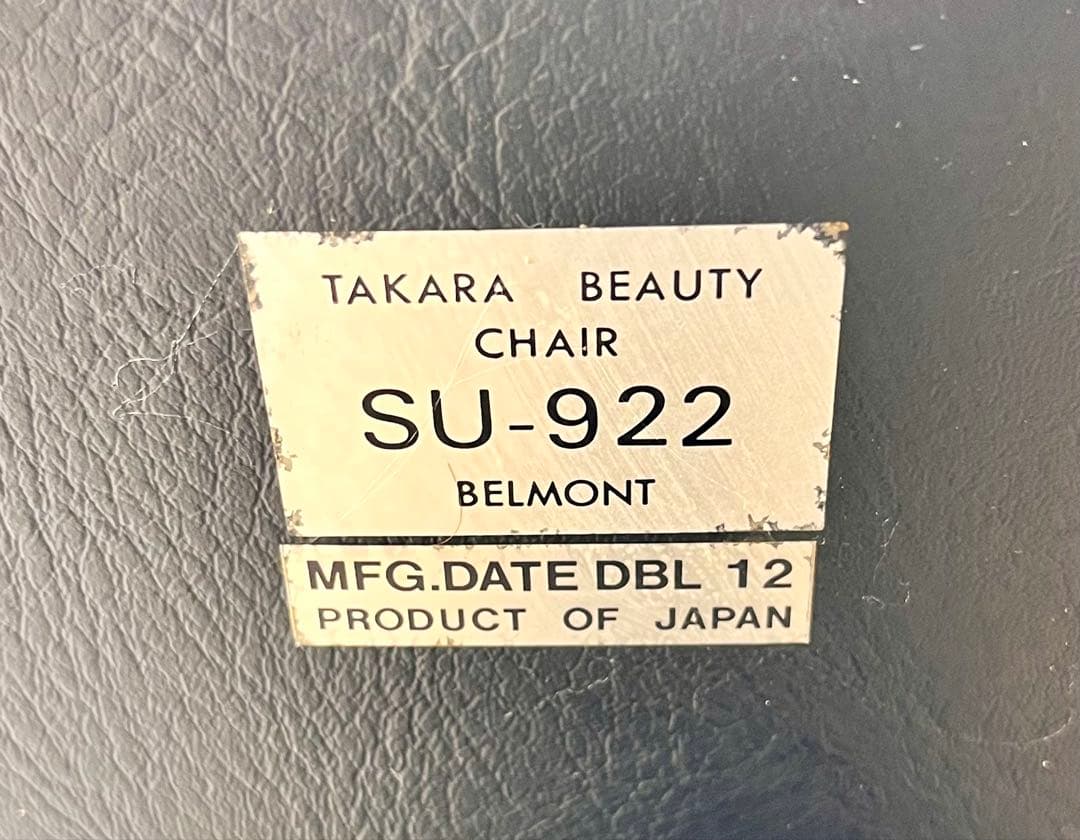 TAKARA BEAUTY
CHAIR
SU-922
BELMONT
MFG.DATE DBL 12
PRODUCT OF JAPAN